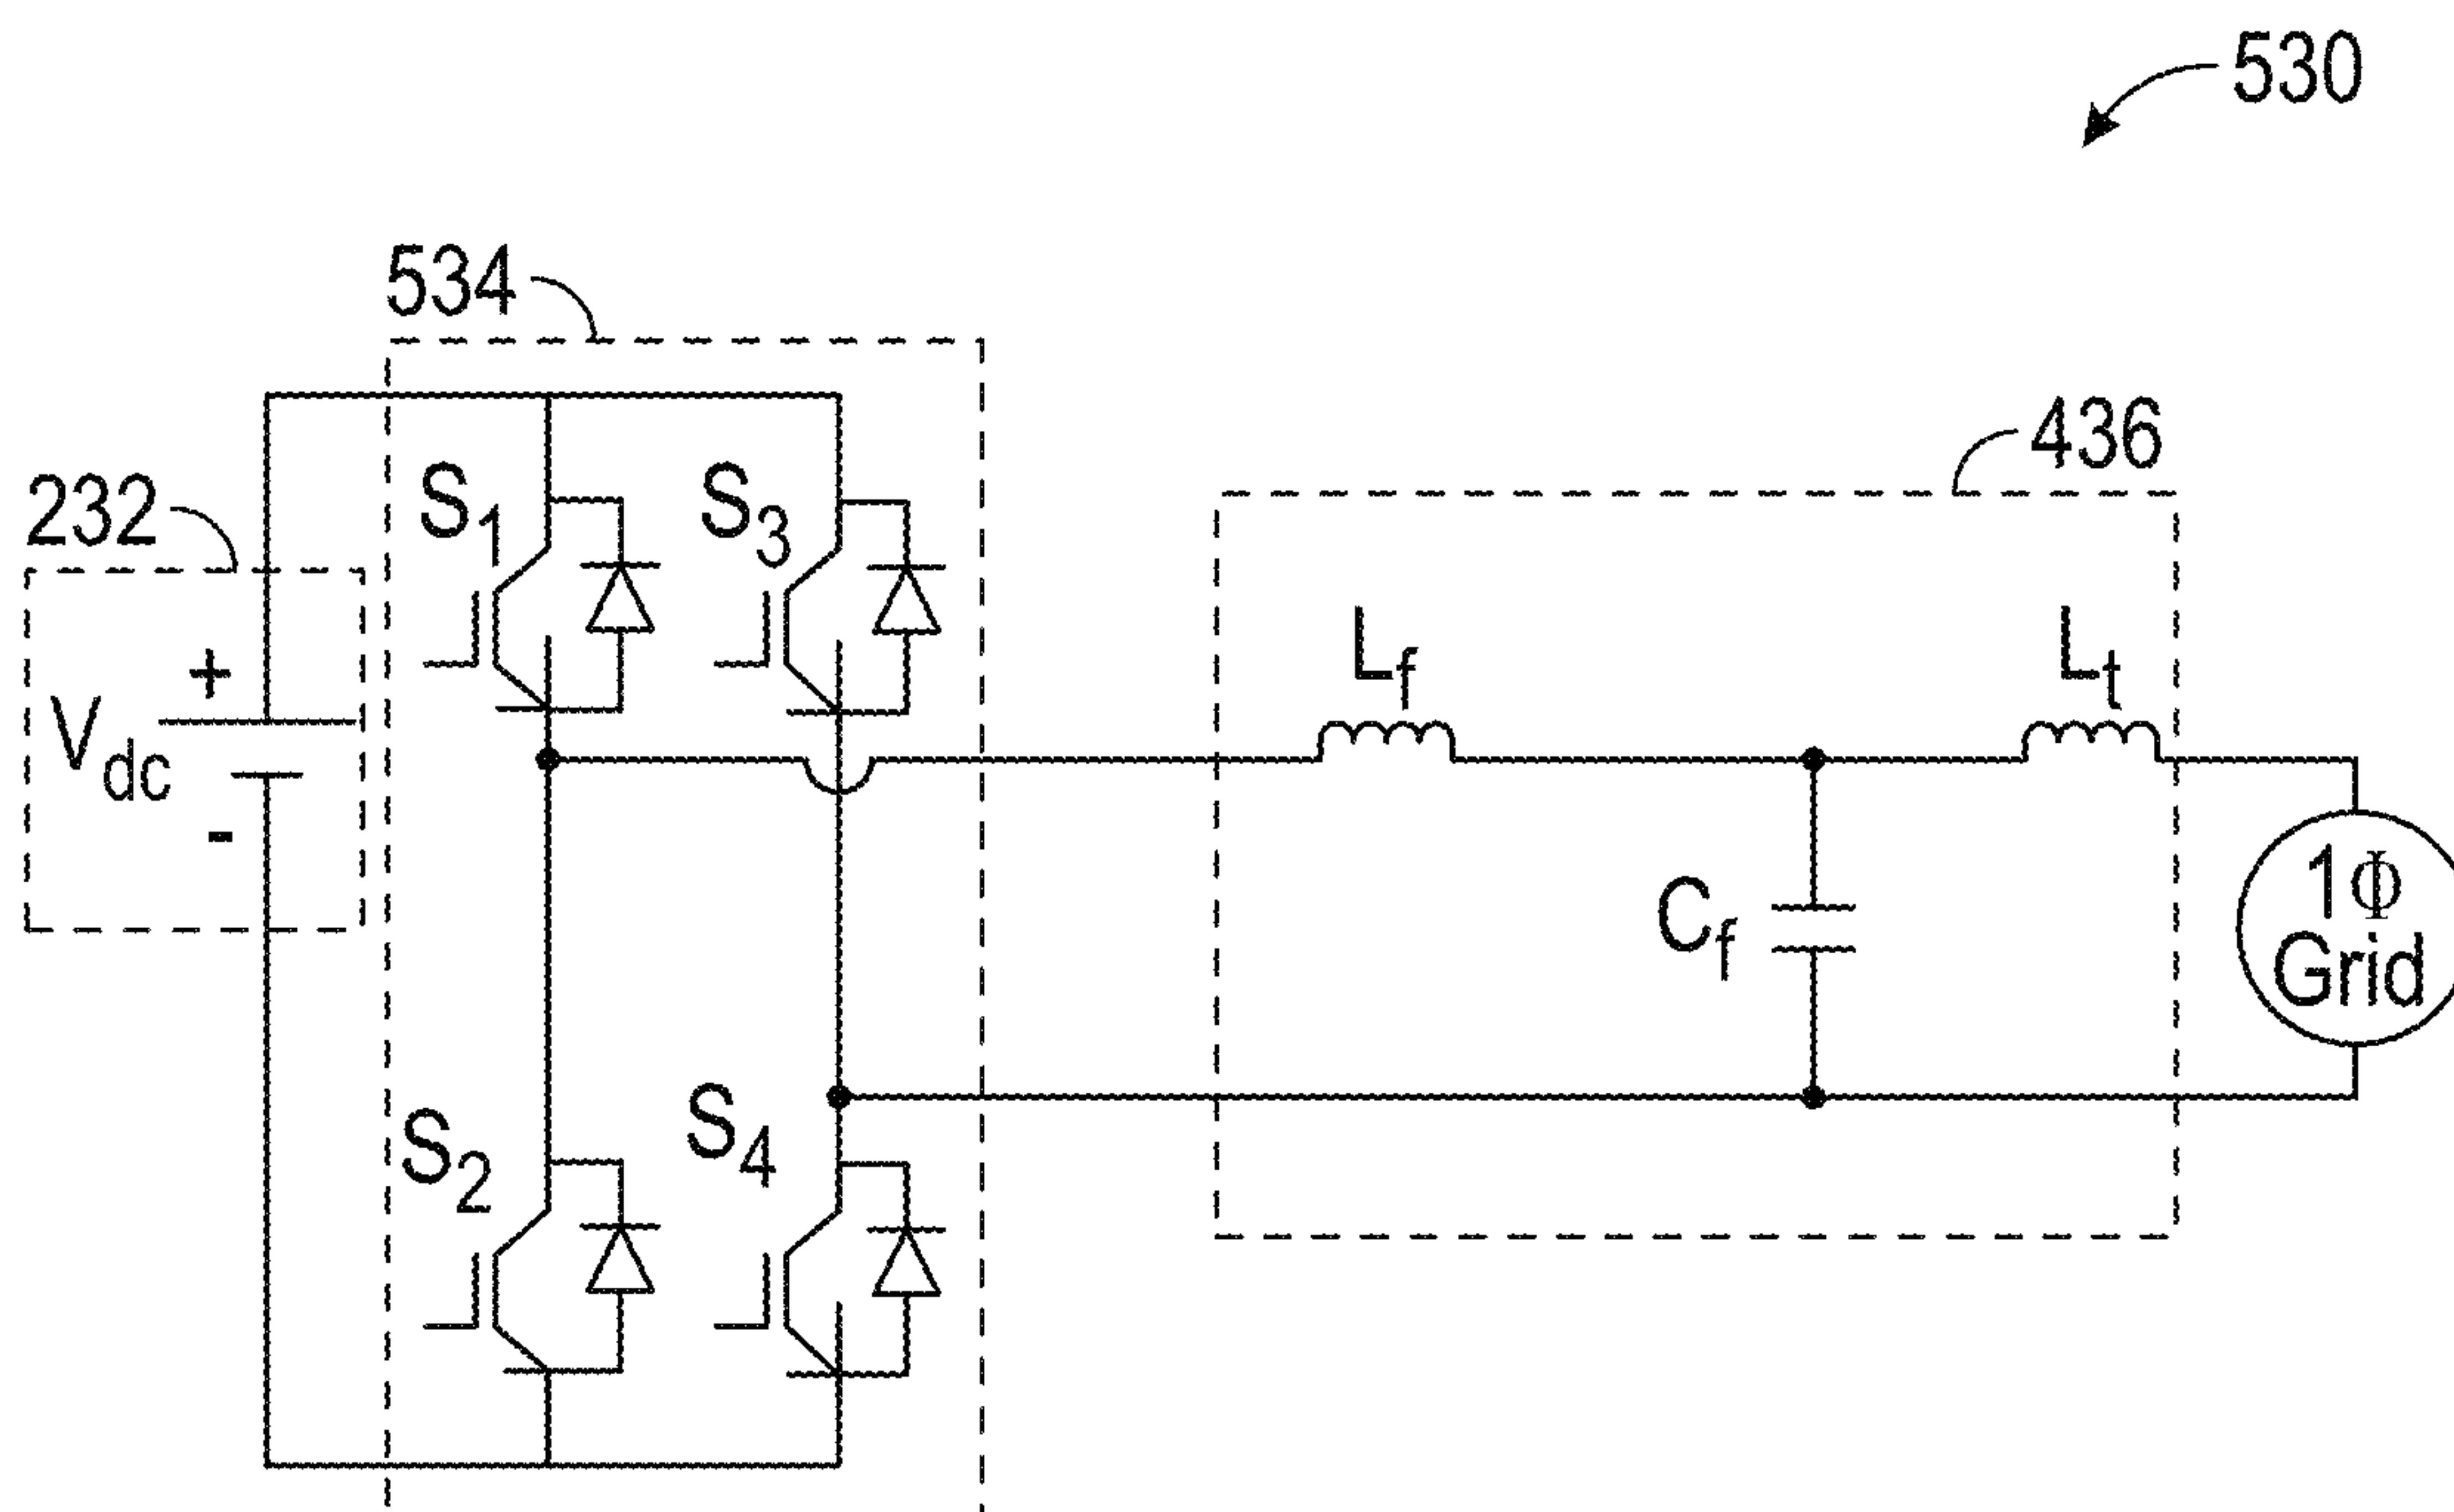 530
534
436
232
S1
S3
+
Vdc
-
Lf
Lt
Cf
1Φ
Grid
S2
S4